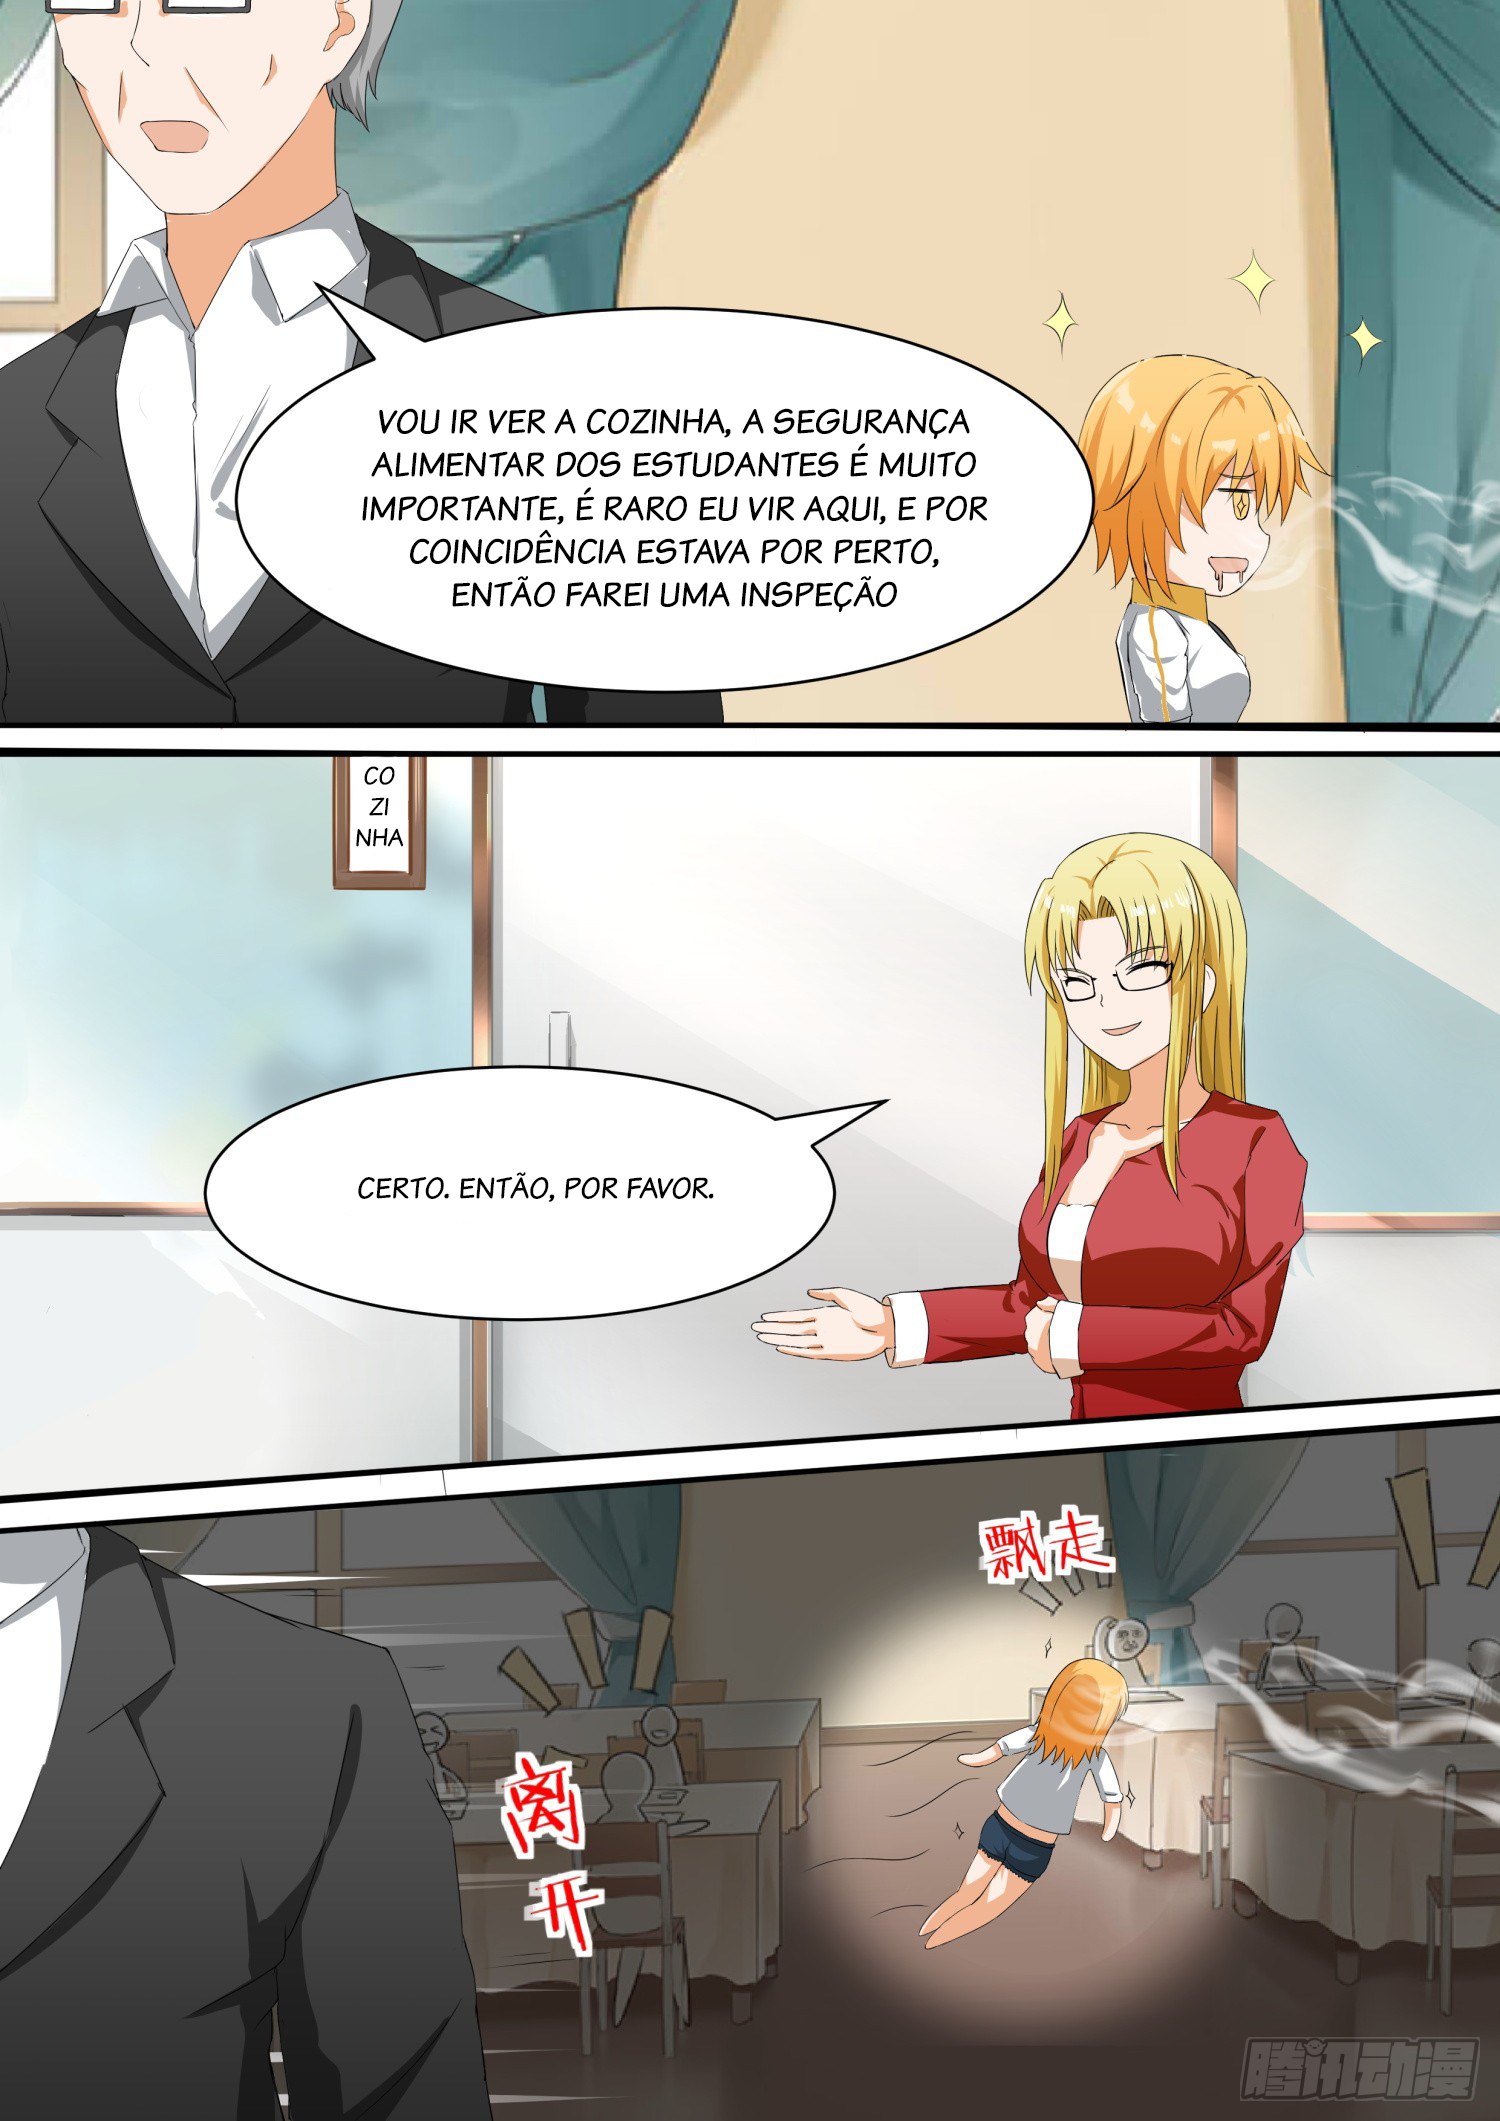 VOU IR VER A COZINHA, A SEGURANÇA
ALIMENTAR DOS ESTUDANTES É MUITO
IMPORTANTE, É RARO EU VIR AQUI, E POR
COINCIDÊNCIA ESTAVA POR PERTO,
ENTÃO FAREI UMA INSPEÇÃO
CO
ZI
NHA
CERTO. ENTÃO, POR FAVOR.
飘走
离
开
腾讯动漫